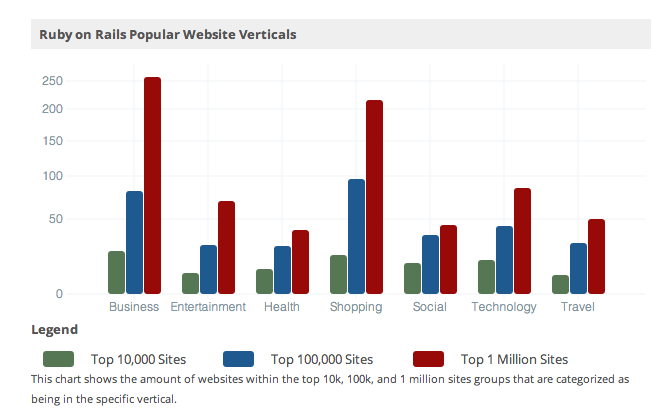 Ruby on Rails Popular Website Verticals
250
200
150
100
50
0
Business Entertainment Health Shopping Social Technology Travel
Legend
Top 10,000 Sites Top 100,000 Sites Top 1 Million Sites
This chart shows the amount of websites within the top 10k, 100k, and 1 million sites groups that are categorized as
being in the specific vertical.